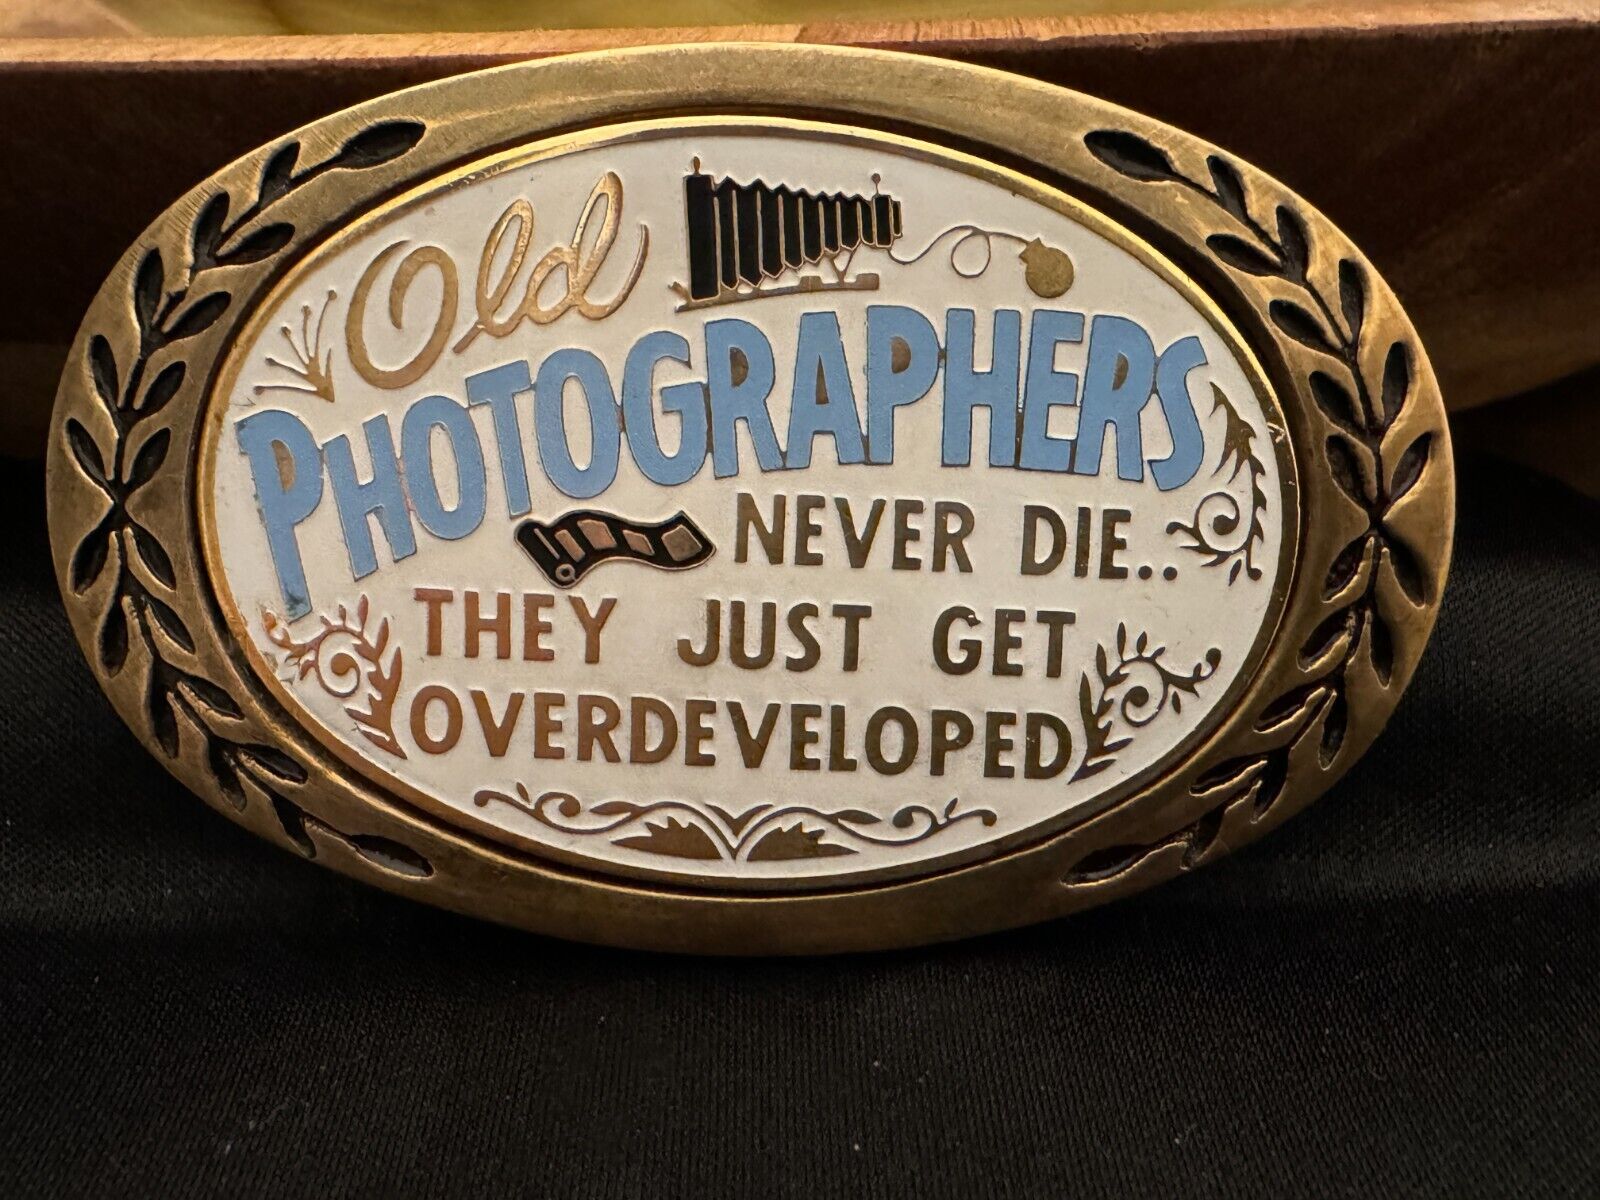 Old
PHOTOGRAPHERS
NEVER DIE..
THEY JUST GET
OVERDEVELOPED